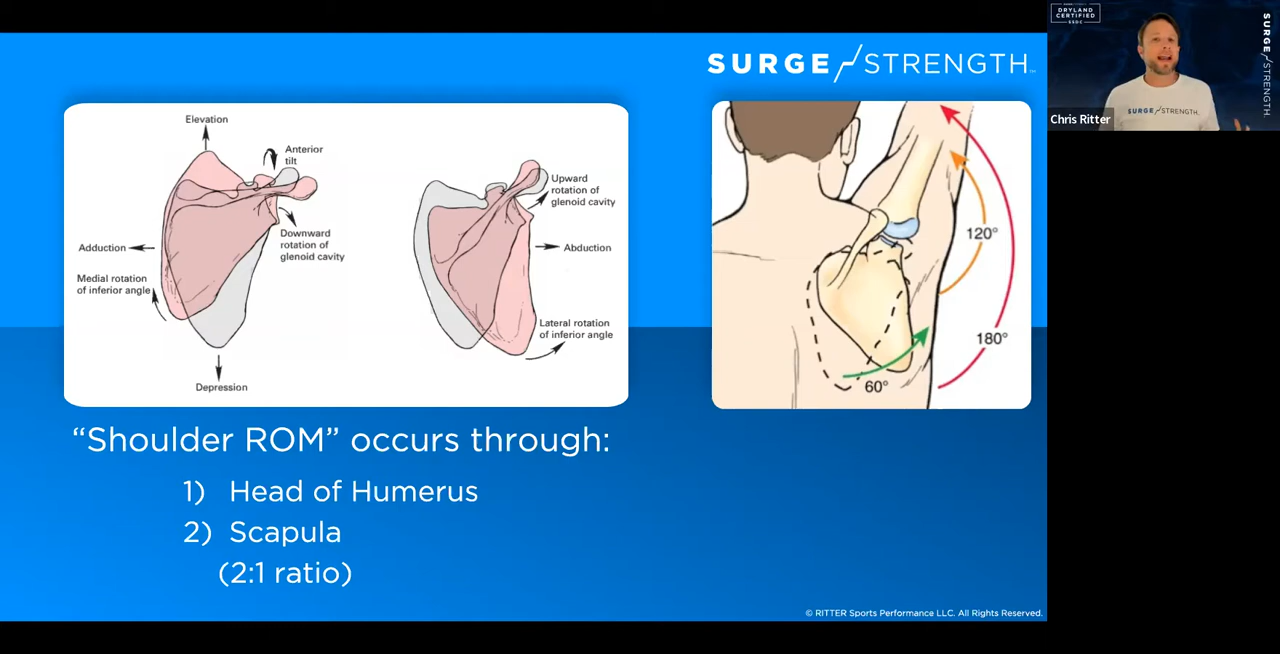 SURGE STRENGTH™
Elevation
Anterior
tilt
Downward
rotation of
glenoid cavity
Adduction
Medial rotation
of inferior angle
Depression
Upward
rotation of
glenoid cavity
Abduction
Lateral rotation
of inferior angle
120°
180°
60°
“Shoulder ROM” occurs through:
1) Head of Humerus
2) Scapula
(2:1 ratio)
© RITTER Sports Performance LLC. All Rights Reserved.
DRYLAND
CERTIFIED
SSDC
SURGE STRENGTH.
SURGE STRENGTH.
Chris Ritter